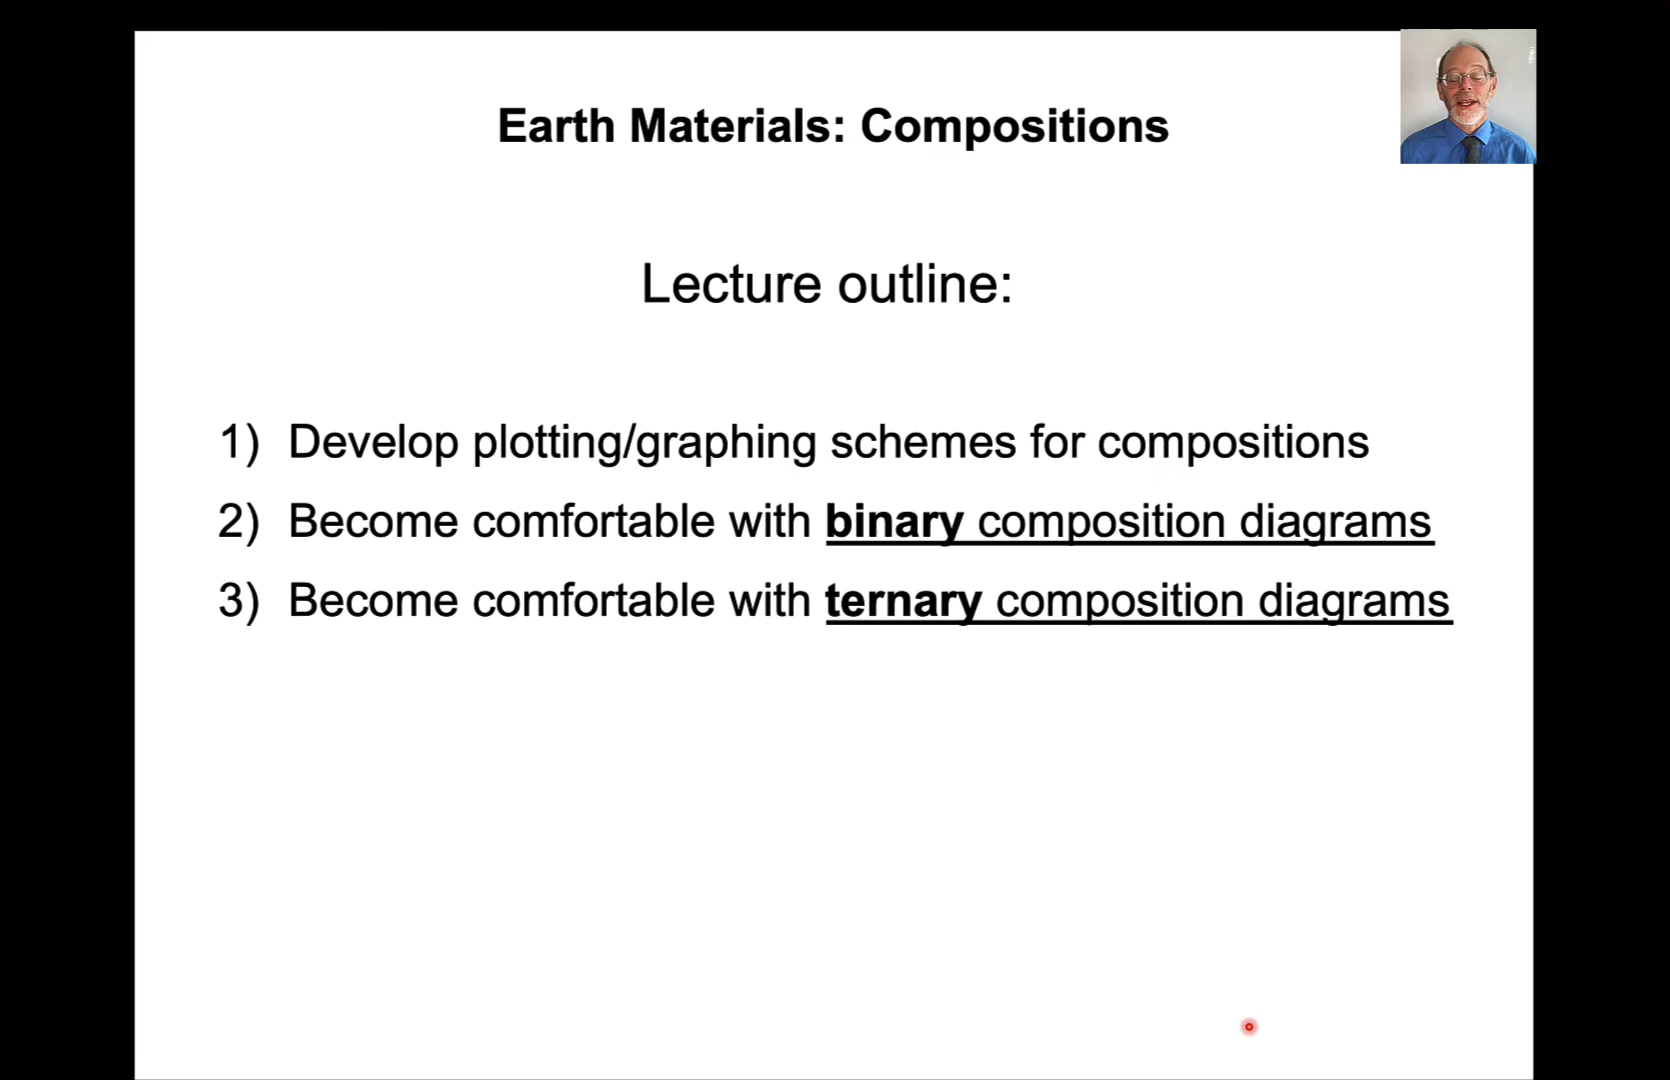 Earth Materials: Compositions
Lecture outline:
1) Develop plotting/graphing schemes for compositions
2) Become comfortable with binary composition diagrams
3) Become comfortable with ternary composition diagrams